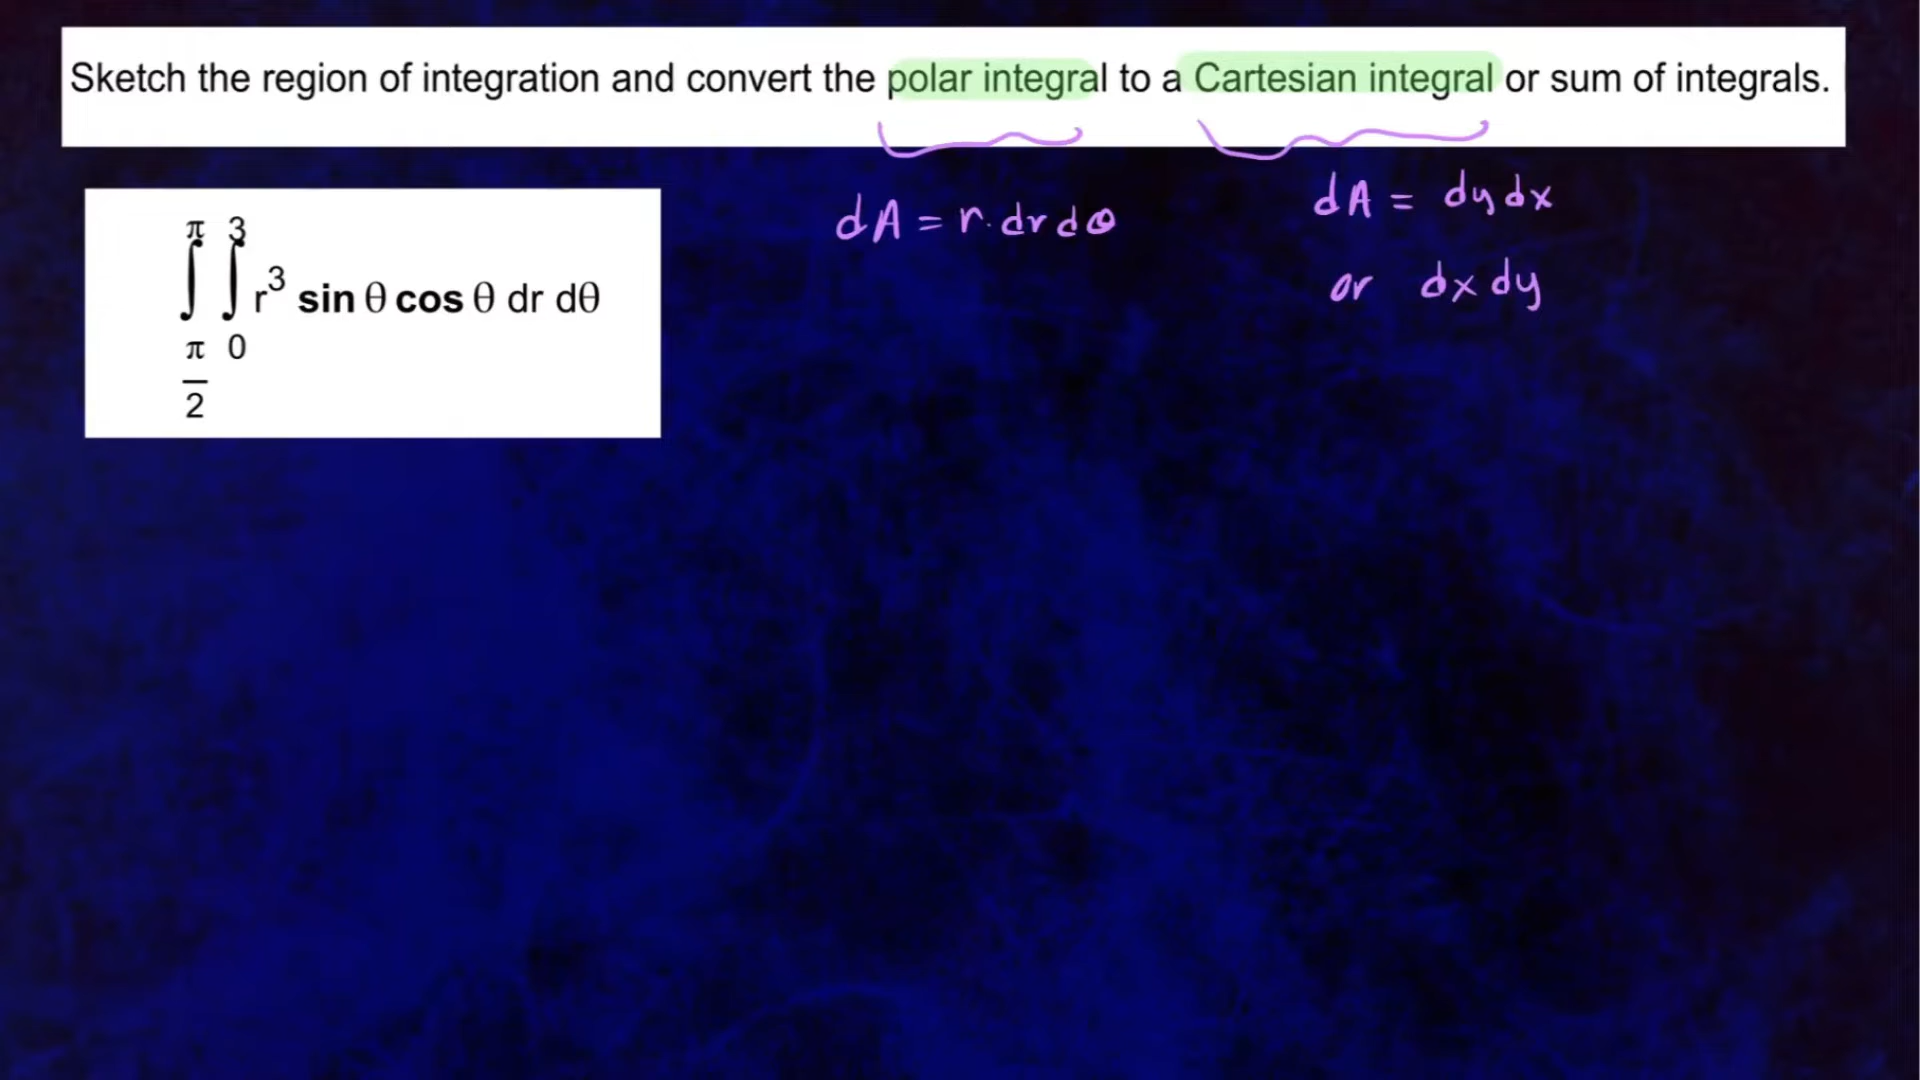 Sketch the region of integration and convert the polar integral to a Cartesian integral or sum of integrals.
π 3
∫ ∫ r³ sin θ cos θ dr dθ
π 0
2
dA = r · dr dθ
dA = dy dx
or dx dy